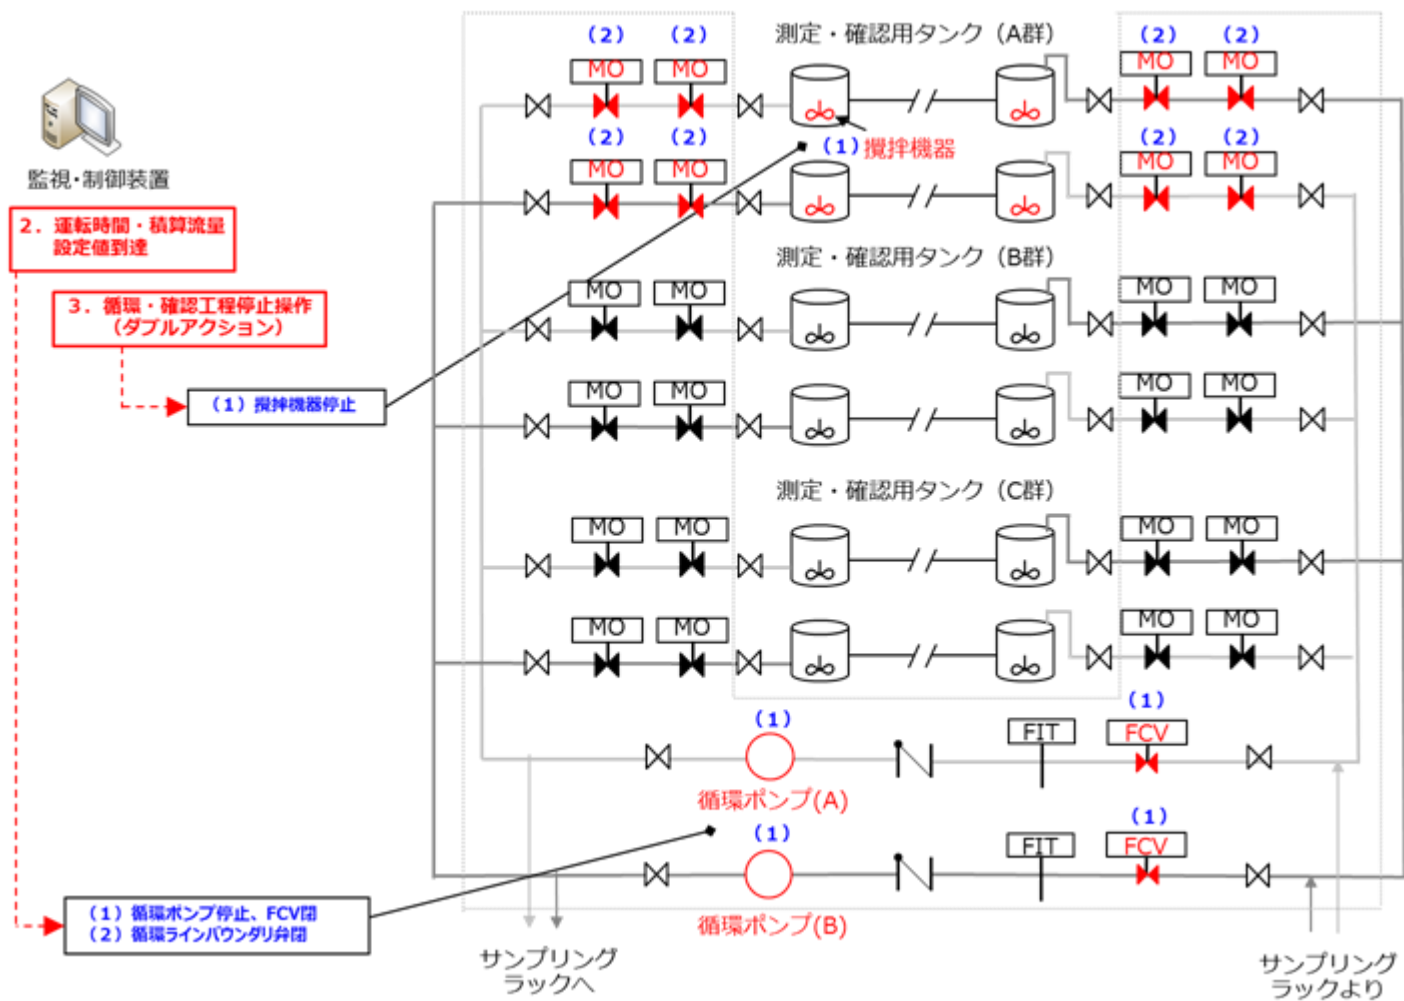 (2)
(2)
測定・確認用タンク（A群）
(2)
(2)
MO
MO
MO
MO
(2)
(2)
(1) 攪拌機器
(2)
(2)
MO
MO
MO
MO
監視・制御装置
2．運転時間・積算流量
設定値到達
測定・確認用タンク（B群）
MO
MO
MO
MO
3．循環・確認工程停止操作
（ダブルアクション）
MO
MO
MO
MO
（1）攪拌機器停止
測定・確認用タンク（C群）
MO
MO
MO
MO
MO
MO
MO
MO
(1)
(1)
FIT
FCV
循環ポンプ(A)
(1)
(1)
FIT
FCV
（1）循環ポンプ停止、FCV閉
（2）循環ラインバウンダリ弁閉
循環ポンプ(B)
サンプリング
ラックへ
サンプリング
ラックより